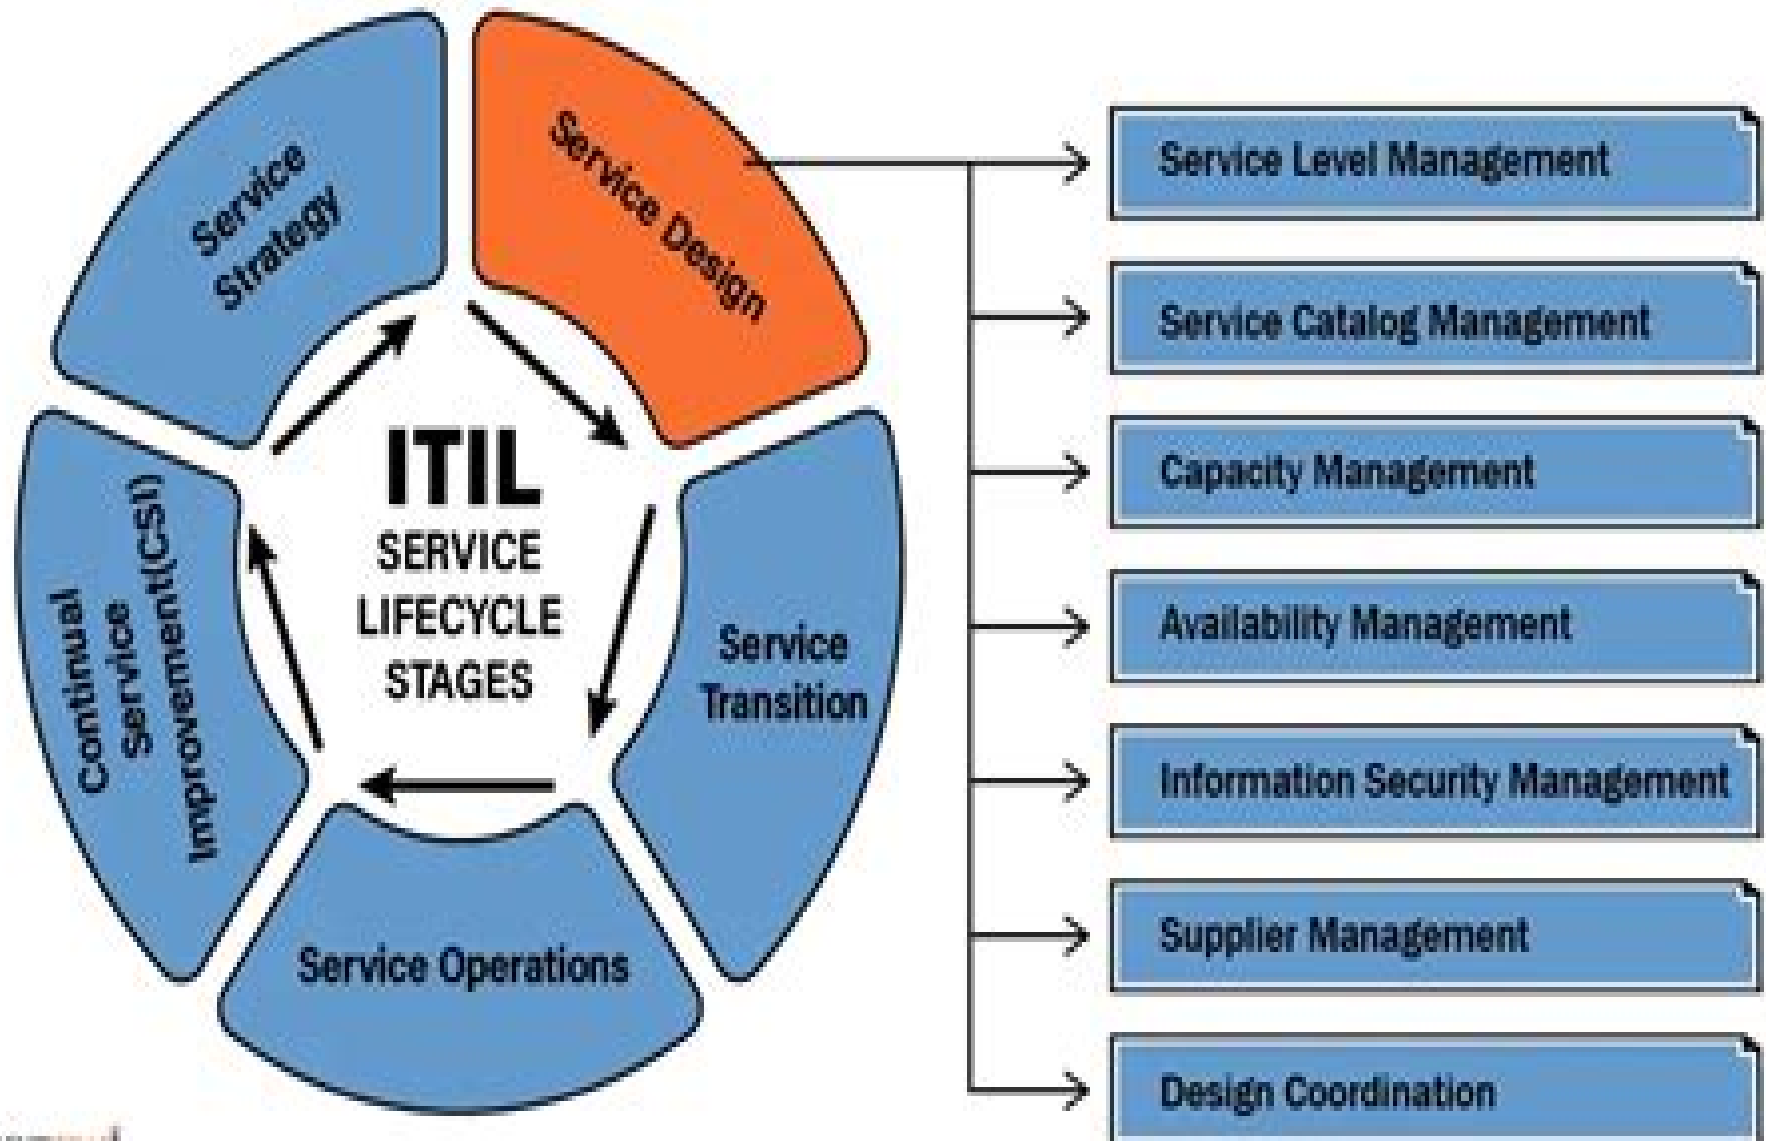 Service
Strategy
Service Design
Service
Transition
Service Operations
Continual
Service
Improvement(CSI)
ITIL
SERVICE
LIFECYCLE
STAGES
Service Level Management
Service Catalog Management
Capacity Management
Availability Management
Information Security Management
Supplier Management
Design Coordination